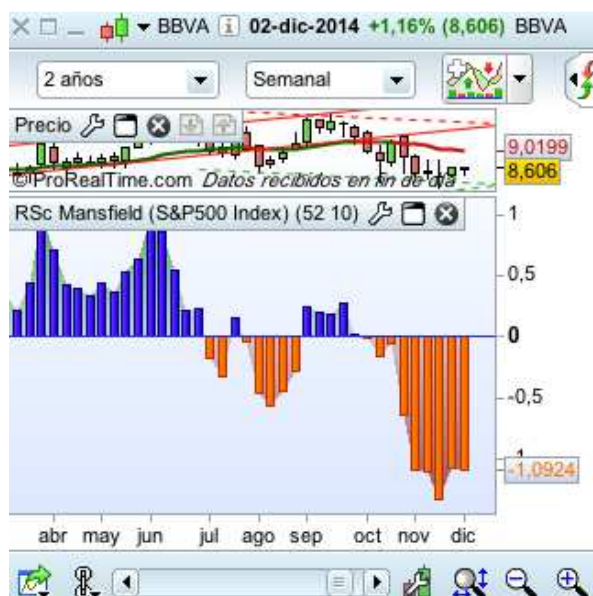 BBVA i 02-dic-2014 +1,16% (8,606) BBVA
2 años Semanal
Precio
9,0199
8,606
©ProRealTime.com Datos recibidos en fin de día
RSc Mansfield (S&P500 Index) (52 10)
1
0,5
0
-0,5
-1
-1,0924
abr may jun jul ago sep oct nov dic